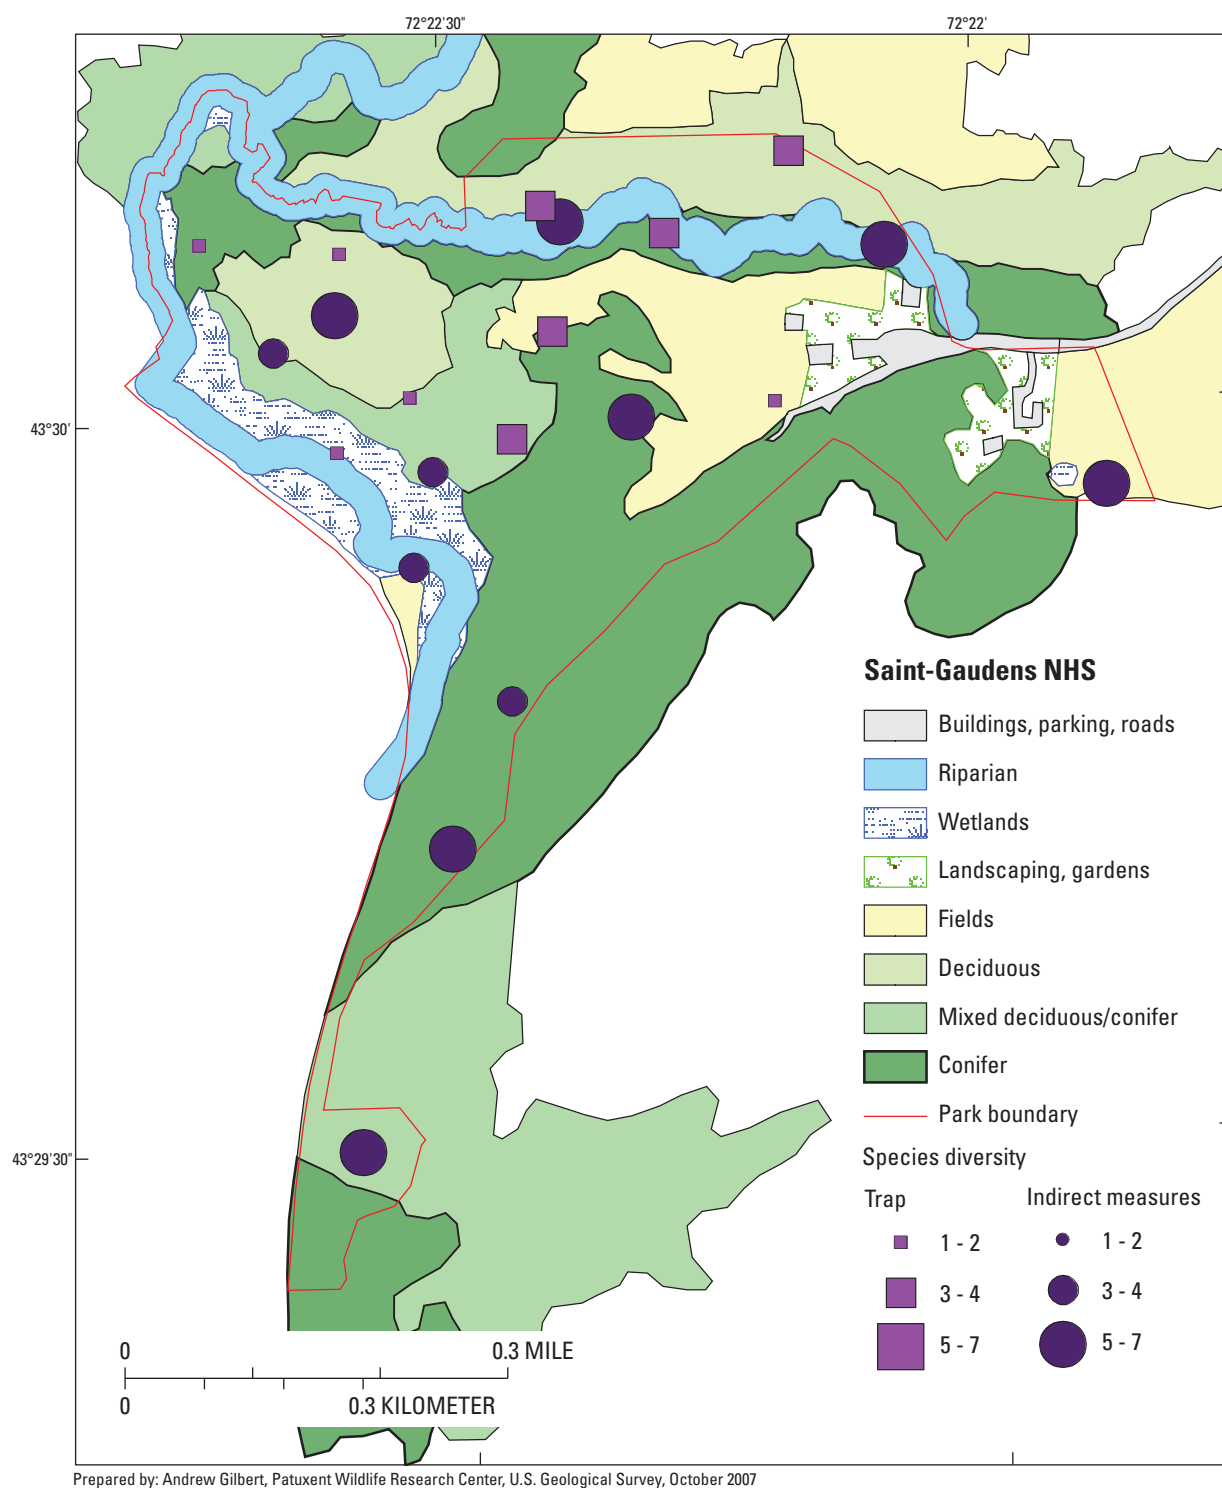 72°22'30" 72°22'
43°30'
Saint-Gaudens NHS
Buildings, parking, roads
Riparian
Wetlands
Landscaping, gardens
Fields
Deciduous
Mixed deciduous/conifer
Conifer
Park boundary
43°29'30"
Species diversity
Trap Indirect measures
1 - 2 1 - 2
3 - 4 3 - 4
5 - 7 5 - 7
0 0.3 MILE
0 0.3 KILOMETER
Prepared by: Andrew Gilbert, Patuxent Wildlife Research Center, U.S. Geological Survey, October 2007